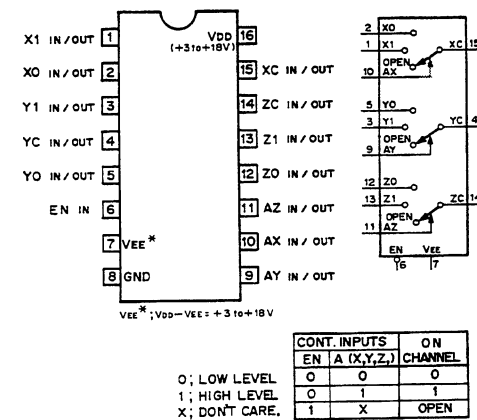 X1 IN/OUT 1
X0 IN/OUT 2
Y1 IN/OUT 3
YC IN/OUT 4
Y0 IN/OUT 5
EN IN 6
7 VEE*
8 GND
VDD 16
(+3 to +18V)
15 XC IN / OUT
14 ZC IN / OUT
13 Z1 IN / OUT
12 Z0 IN / OUT
11 AZ IN / OUT
10 AX IN / OUT
9 AY IN / OUT
VEE*; VDD-VEE= +3 to +18V
2 X0
1 X1 XC 15
OPEN
10 AX
5 Y0
3 Y1 YC 4
OPEN
9 AY
12 Z0
13 Z1 ZC 14
OPEN
11 AZ
EN VEE
6 7
CONT. INPUTS ON
EN A (X,Y,Z,) CHANNEL
0 0 0
0 1 1
1 X OPEN
0; LOW LEVEL
1; HIGH LEVEL
X; DON'T CARE.